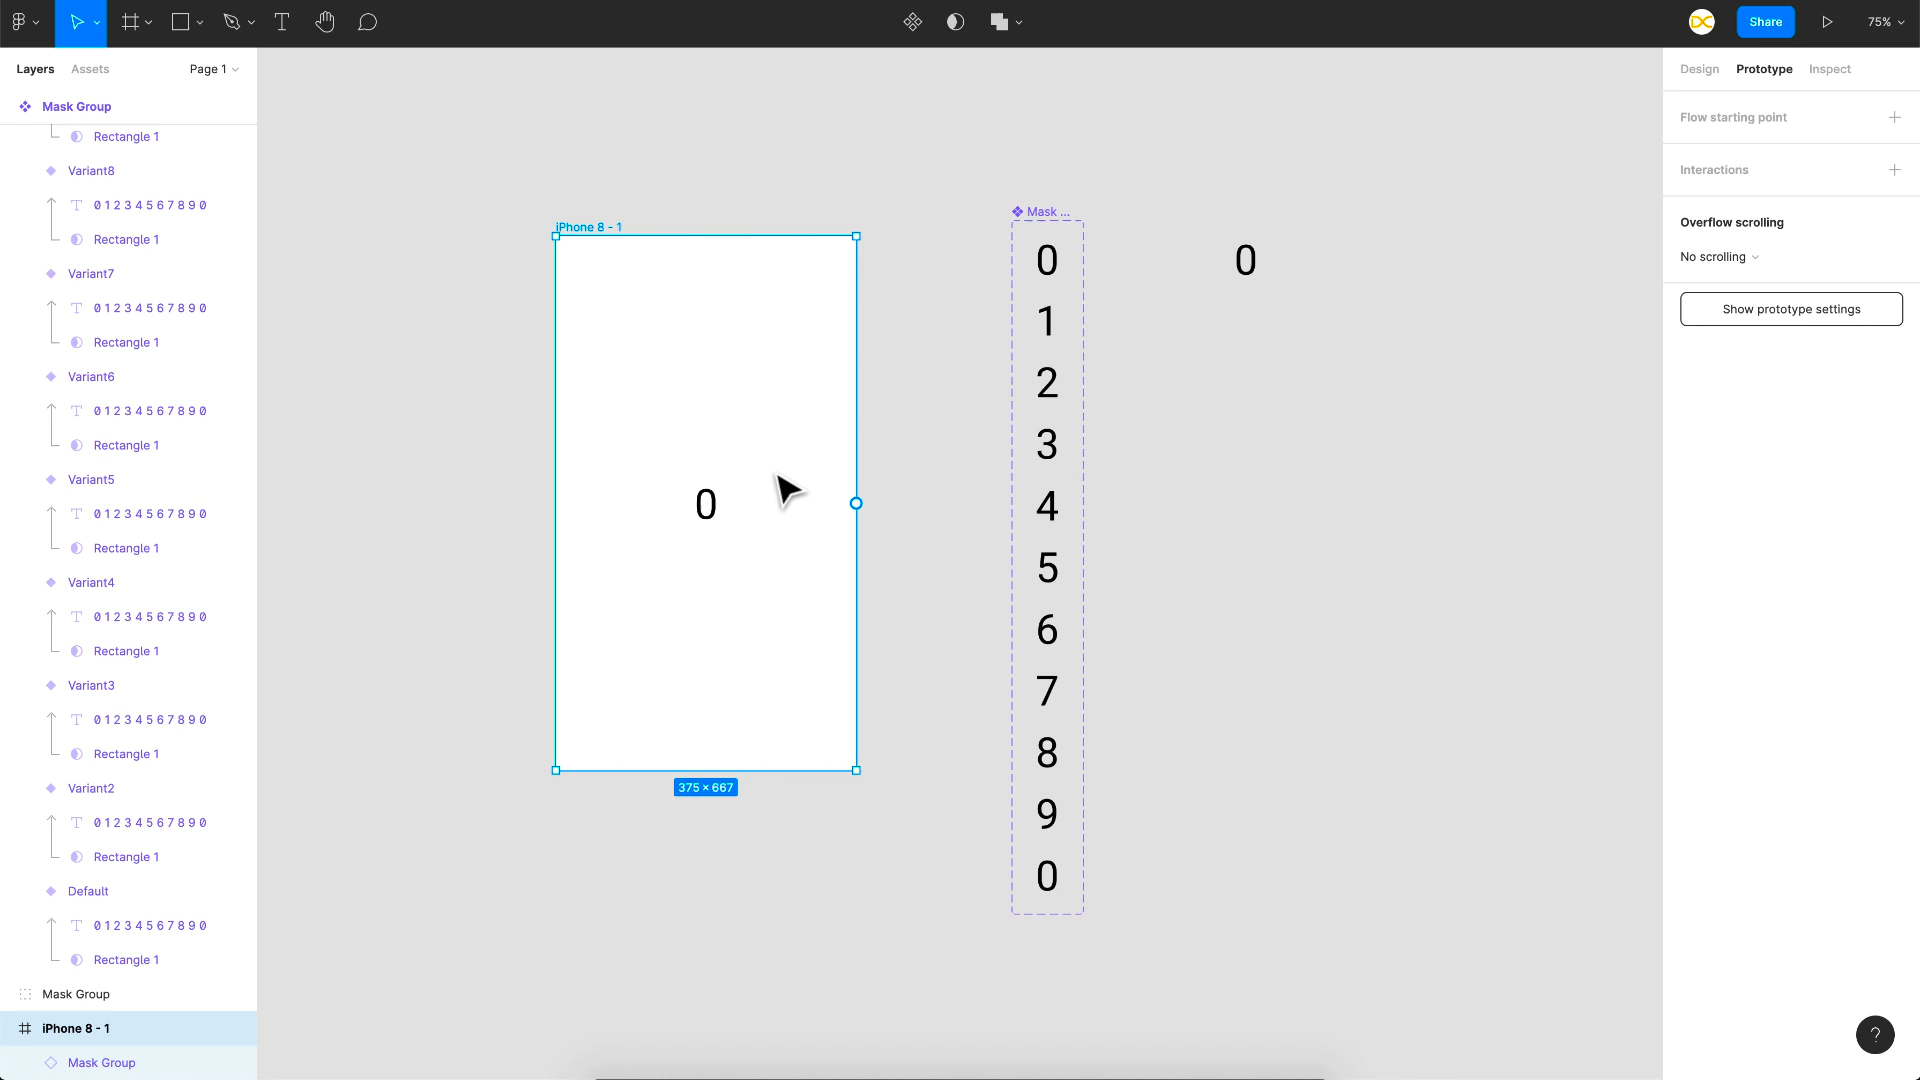 Share
75%
Layers
Assets
Page 1
Mask Group
Rectangle 1
Variant8
0 1 2 3 4 5 6 7 8 9 0
Rectangle 1
Variant7
0 1 2 3 4 5 6 7 8 9 0
Rectangle 1
Variant6
0 1 2 3 4 5 6 7 8 9 0
Rectangle 1
Variant5
0 1 2 3 4 5 6 7 8 9 0
Rectangle 1
Variant4
0 1 2 3 4 5 6 7 8 9 0
Rectangle 1
Variant3
0 1 2 3 4 5 6 7 8 9 0
Rectangle 1
Variant2
0 1 2 3 4 5 6 7 8 9 0
Rectangle 1
Default
0 1 2 3 4 5 6 7 8 9 0
Rectangle 1
Mask Group
iPhone 8 - 1
Mask Group
iPhone 8 - 1
0
375 × 667
Mask ...
0
1
2
3
4
5
6
7
8
9
0
0
Design
Prototype
Inspect
Flow starting point
Interactions
Overflow scrolling
No scrolling
Show prototype settings
?